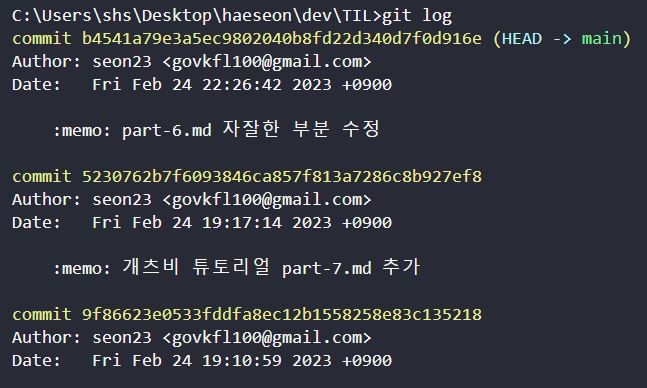 C:\Users\shs\Desktop\haeseon\dev\TIL>git log
commit b4541a79e3a5ec9802040b8fd22d340d7f0d916e (HEAD -> main)
Author: seon23 <govkfl100@gmail.com>
Date:   Fri Feb 24 22:26:42 2023 +0900
:memo: part-6.md 자잘한 부분 수정
commit 5230762b7f6093846ca857f813a7286c8b927ef8
Author: seon23 <govkfl100@gmail.com>
Date:   Fri Feb 24 19:17:14 2023 +0900
:memo: 개츠비 튜토리얼 part-7.md 추가
commit 9f86623e0533fddfa8ec12b1558258e83c135218
Author: seon23 <govkfl100@gmail.com>
Date:   Fri Feb 24 19:10:59 2023 +0900